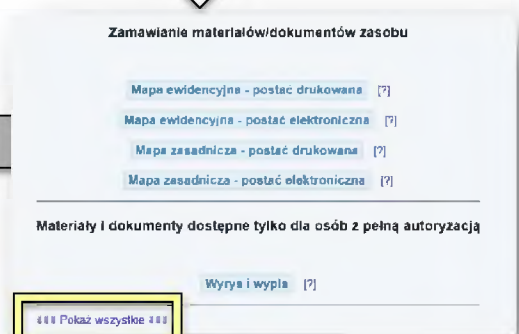 Zamawianie materiałów/dokumentów zasobu
Mapa ewidencyjna - postać drukowana [?]
Mapa ewidencyjna - postać elektroniczna [?]
Mapa zasadnicza - postać drukowana [?]
Mapa zasadnicza - postać elektroniczna [?]
Materiały i dokumenty dostępne tylko dla osób z pełną autoryzacją
Wyrys i wypis [?]
Pokaż wszystkie